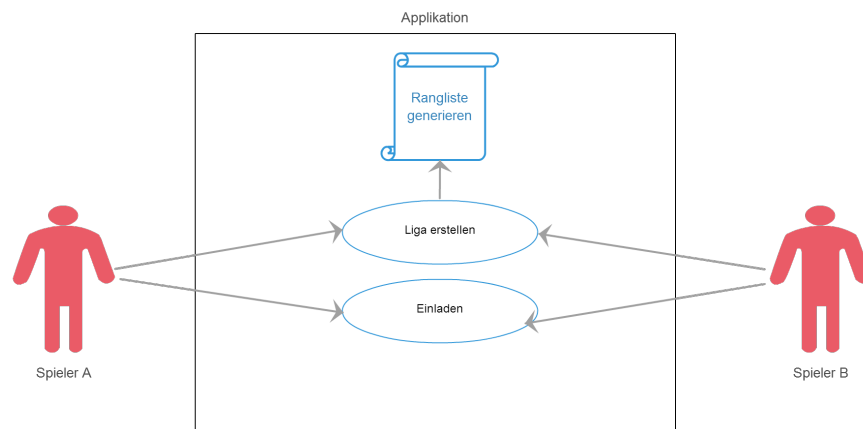 Applikation
Rangliste
generieren
Liga erstellen
Einladen
Spieler A
Spieler B